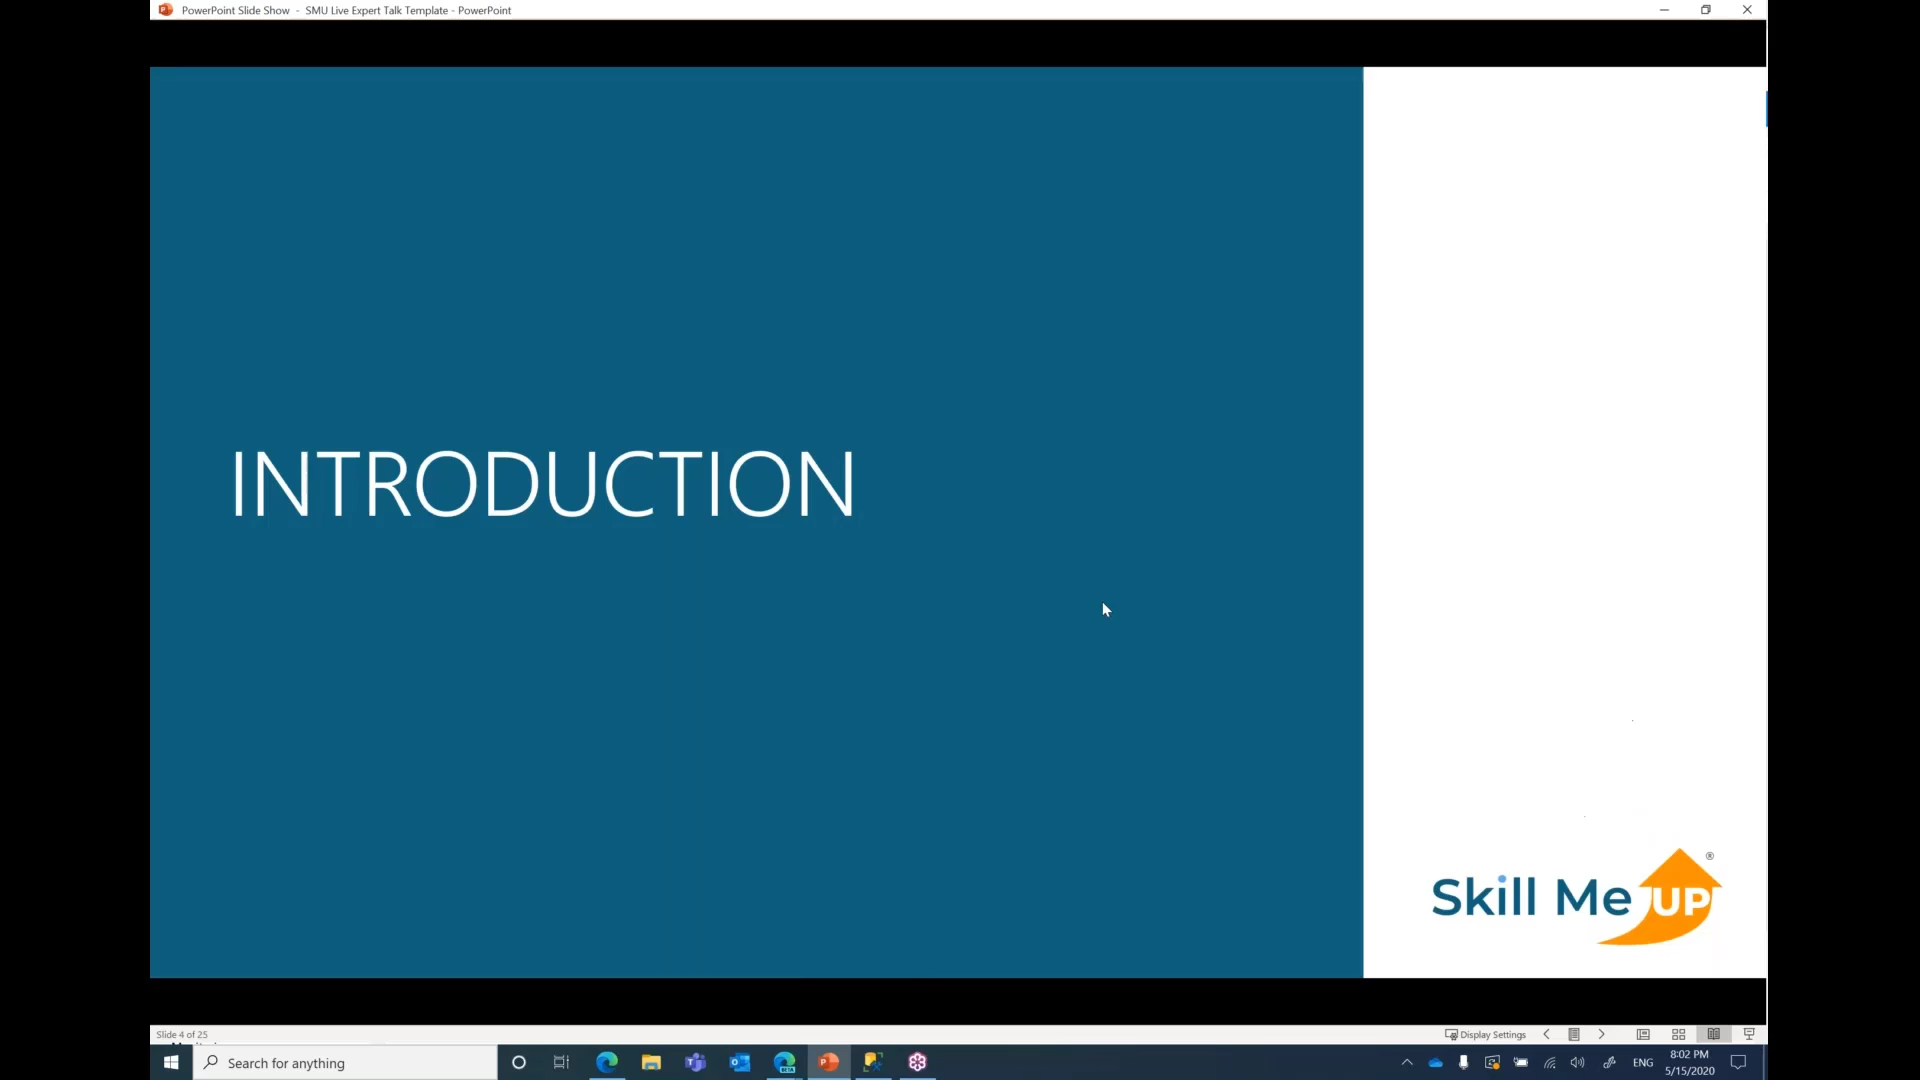 PowerPoint Slide Show - SMU Live Expert Talk Template - PowerPoint
INTRODUCTION
Skill Me UP®
Slide 4 of 25
Display Settings
Search for anything
BETA
ENG
8:02 PM
5/15/2020